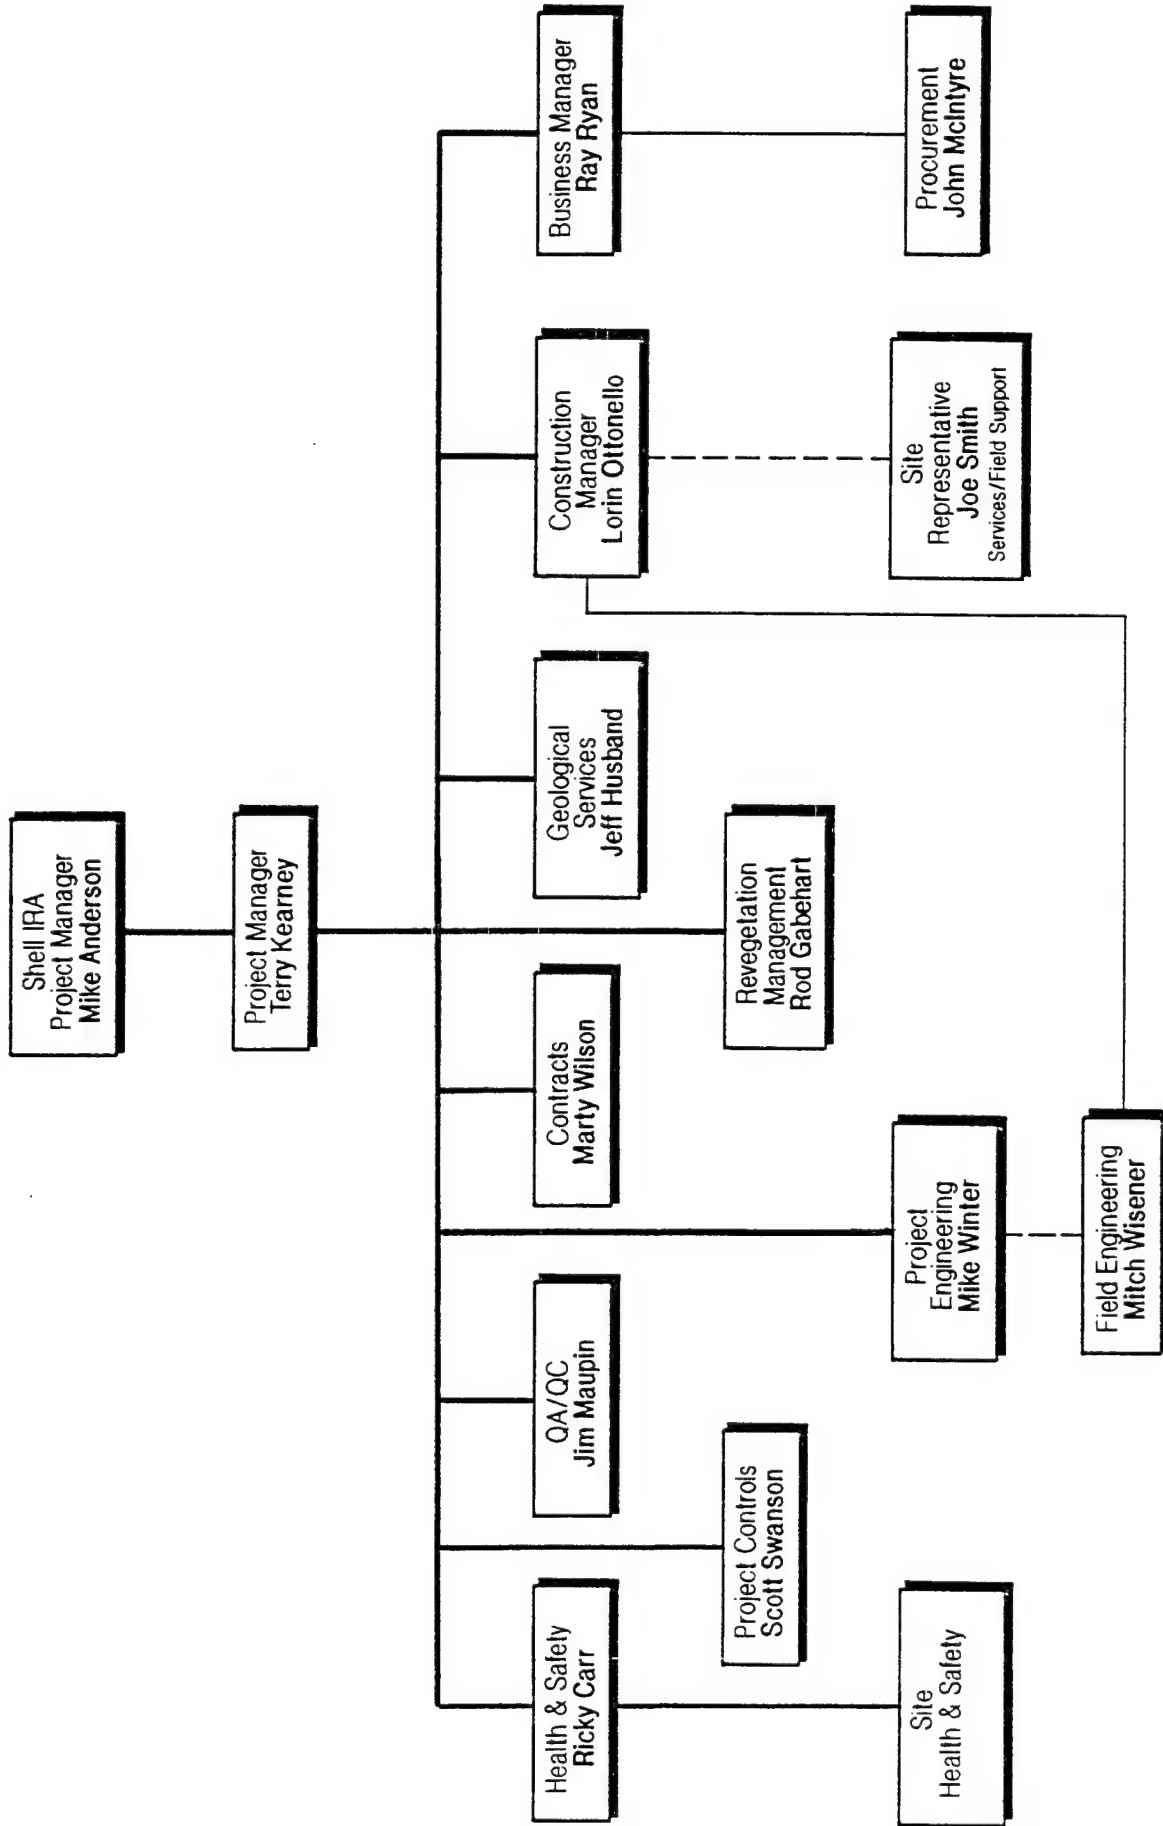 Shell IRA
Project Manager
Mike Anderson
Project Manager
Terry Kearney
Health & Safety
Ricky Carr
QA/QC
Jim Maupin
Contracts
Marty Wilson
Geological
Services
Jeff Husband
Construction
Manager
Lorin Ottonello
Business Manager
Ray Ryan
Project Controls
Scott Swanson
Revegetation
Management
Rod Gabehart
Site
Health & Safety
Project
Engineering
Mike Winter
Site
Representative
Joe Smith
Services/Field Support
Procurement
John McIntyre
Field Engineering
Mitch Wisener